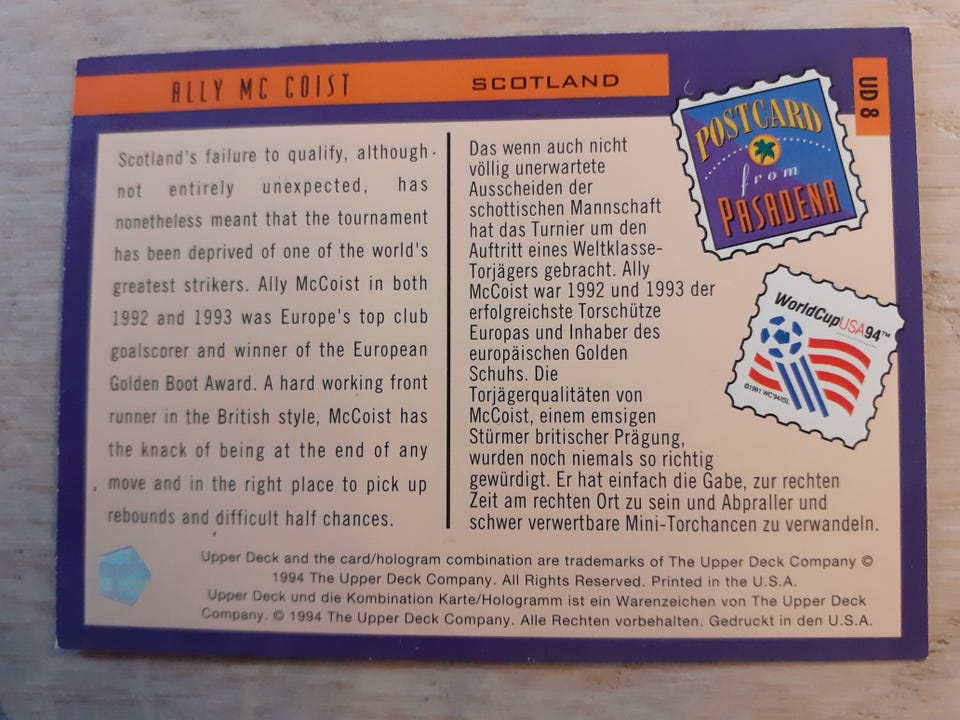 ALLY MC COIST
SCOTLAND
UD 8
Scotland's failure to qualify, although
not entirely unexpected, has
nonetheless meant that the tournament
has been deprived of one of the world's
greatest strikers. Ally McCoist in both
1992 and 1993 was Europe's top club
goalscorer and winner of the European
Golden Boot Award. A hard working front
runner in the British style, McCoist has
the knack of being at the end of any
move and in the right place to pick up
rebounds and difficult half chances.
Das wenn auch nicht
völlig unerwartete
Ausscheiden der
schottischen Mannschaft
hat das Turnier um den
Auftritt eines Weltklasse-
Torjägers gebracht. Ally
McCoist war 1992 und 1993 der
erfolgreichste Torschütze
Europas und Inhaber des
europäischen Golden
Schuhs. Die
Torjägerqualitäten von
McCoist, einem emsigen
Stürmer britischer Prägung,
wurden noch niemals so richtig
gewürdigt. Er hat einfach die Gabe, zur rechten
Zeit am rechten Ort zu sein und Abpraller und
schwer verwertbare Mini-Torchancen zu verwandeln.
POSTCARD
from
PASADENA
WorldCupUSA94™
©1991 WC'94/ISL
Upper Deck and the card/hologram combination are trademarks of The Upper Deck Company ©
1994 The Upper Deck Company. All Rights Reserved. Printed in the U.S.A.
Upper Deck und die Kombination Karte/Hologramm ist ein Warenzeichen von The Upper Deck
Company. © 1994 The Upper Deck Company. Alle Rechten vorbehalten. Gedruckt in den U.S.A.